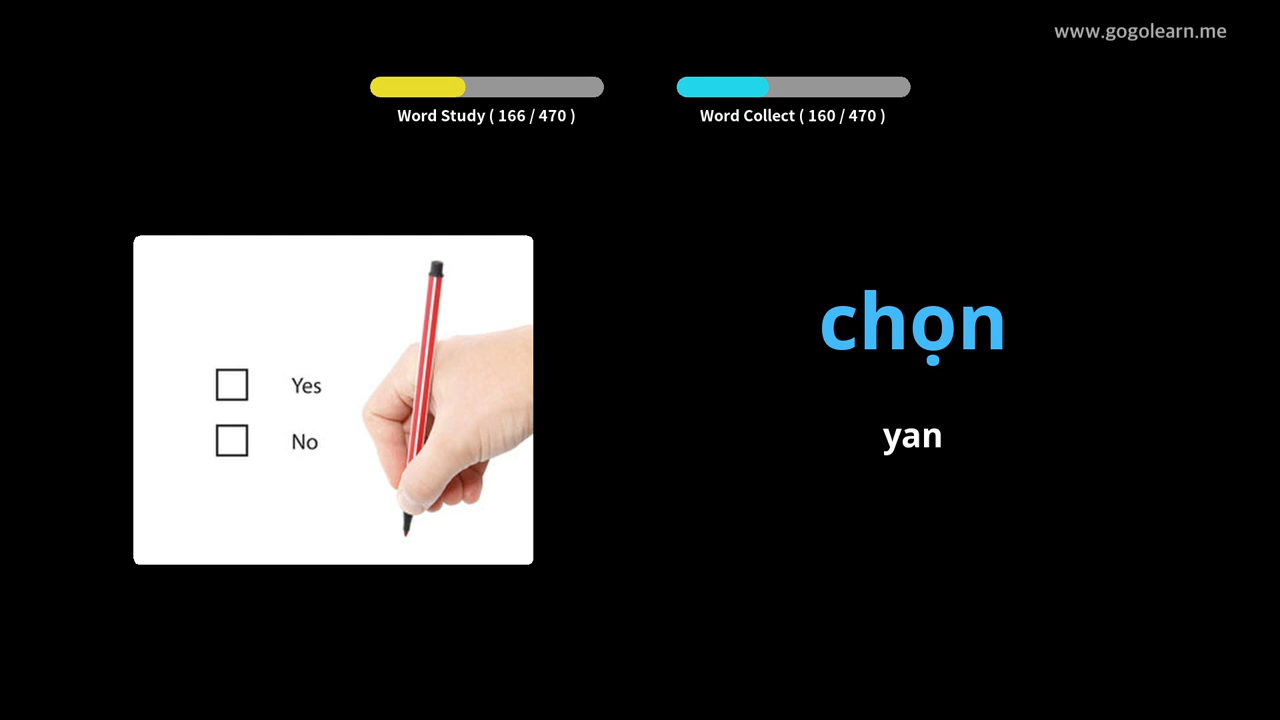 www.gogolearn.me
Word Study ( 166 / 470 )
Word Collect ( 160 / 470 )
Yes
No
chọn
yan